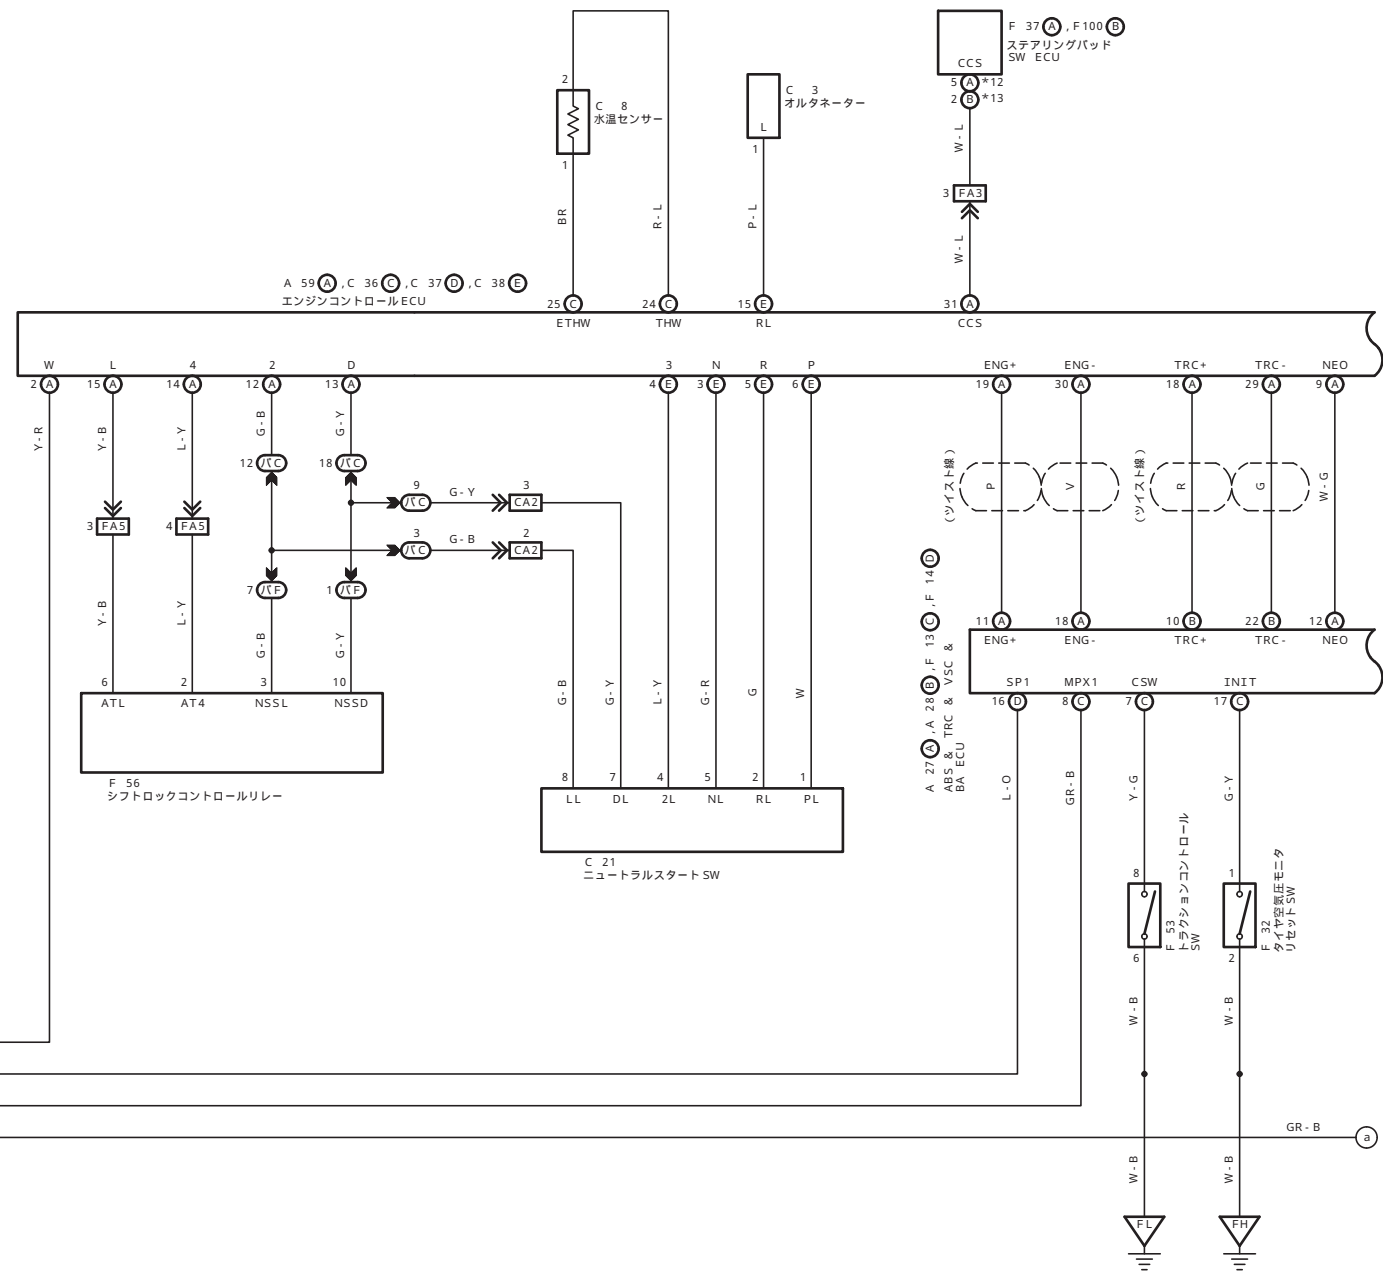 F 37 A , F100 B
ステアリングパッド
SW ECU
CCS
5 A *12
2 B *13
W-L
3 FA3
W-L
2
C 8
水温センサー
1
BR
R-L
C 3
オルタネーター
L
1
P-L
A 59 A , C 36 C , C 37 D , C 38 E
エンジンコントロールECU
25 C
24 C
15 E
31 A
ETHW
THW
RL
CCS
W
L
4
2
D
3
N
R
P
ENG+
ENG-
TRC+
TRC-
NEO
2 A
15 A
14 A
12 A
13 A
4 E
3 E
5 E
6 E
19 A
30 A
18 A
29 A
9 A
Y-R
Y-B
L-Y
G-B
G-Y
12 バC
18 バC
9
バC
G-Y
3
CA2
3
バC
G-B
2
CA2
3 FA5
4 FA5
7 バF
1 バF
Y-B
L-Y
G-B
G-Y
6
2
3
10
ATL
AT4
NSSL
NSSD
F 56
シフトロックコントロールリレー
G-B
G-Y
L-Y
G-R
G
W
8
7
4
5
2
1
LL
DL
2L
NL
RL
PL
C 21
ニュートラルスタートSW
(ツイスト線)
P
V
(ツイスト線)
R
G
W-G
A 27 A , A 28 B , F 13 C , F 14 D
ABS & TRC & VSC &
BA ECU
11 A
18 A
10 B
22 B
12 A
ENG+
ENG-
TRC+
TRC-
NEO
SP1
MPX1
CSW
INIT
16 D
8 C
7 C
17 C
L-O
GR-B
Y-G
G-Y
8
F 53
トラクションコントロール
SW
6
1
F 32
タイヤ空気圧モニタ
リセットSW
2
W-B
W-B
GR-B
a
W-B
W-B
FL
FH